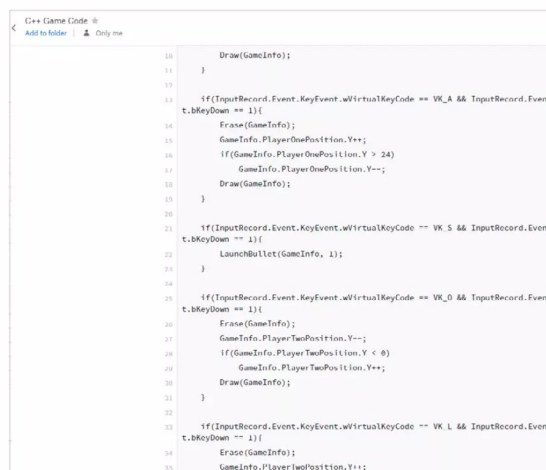 C++ Game Code
Add to folder Only me
10 Draw(GameInfo);
11 }
12
13 if(InputRecord.Event.KeyEvent.wVirtualKeyCode == VK_A && InputRecord.Even
t.bKeyDown == 1){
14 Erase(GameInfo);
15 GameInfo.PlayerOnePosition.Y++;
16 if(GameInfo.PlayerOnePosition.Y > 24)
17 GameInfo.PlayerOnePosition.Y--;
18 Draw(GameInfo);
19 }
20
21 if(InputRecord.Event.KeyEvent.wVirtualKeyCode == VK_S && InputRecord.Even
t.bKeyDown == 1){
22 LaunchBullet(GameInfo, 1);
23 }
24
25 if(InputRecord.Event.KeyEvent.wVirtualKeyCode == VK_O && InputRecord.Even
t.bKeyDown == 1){
26 Erase(GameInfo);
27 GameInfo.PlayerTwoPosition.Y--;
28 if(GameInfo.PlayerTwoPosition.Y < 0)
29 GameInfo.PlayerTwoPosition.Y++;
30 Draw(GameInfo);
31 }
32
33 if(InputRecord.Event.KeyEvent.wVirtualKeyCode == VK_L && InputRecord.Even
t.bKeyDown == 1){
34 Erase(GameInfo);
35 GameInfo.PlayerTwoPosition.Y++;